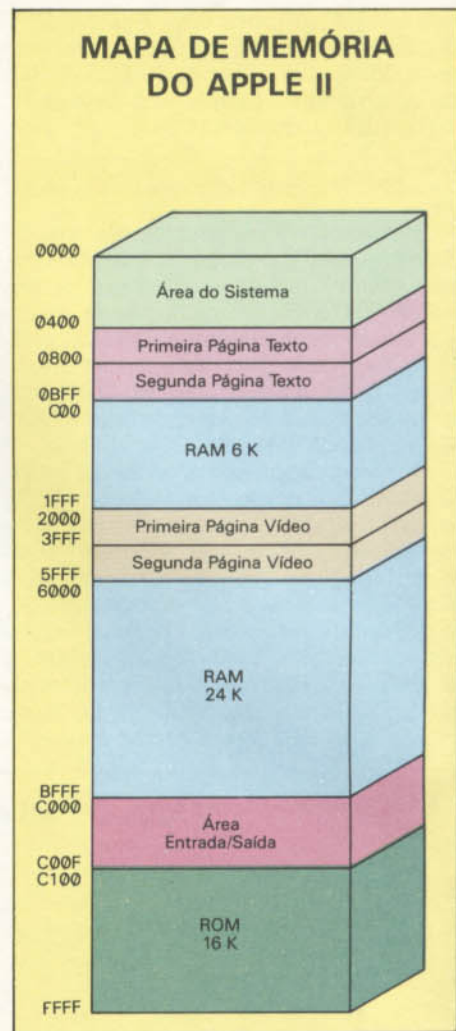 MAPA DE MEMÓRIA
DO APPLE II
0000
Área do Sistema
0400
Primeira Página Texto
0800
Segunda Página Texto
0BFF
C00
RAM 6 K
1FFF
2000
Primeira Página Vídeo
3FFF
Segunda Página Vídeo
5FFF
6000
RAM
24 K
BFFF
C000
Área
Entrada/Saída
C00F
C100
ROM
16 K
FFFF